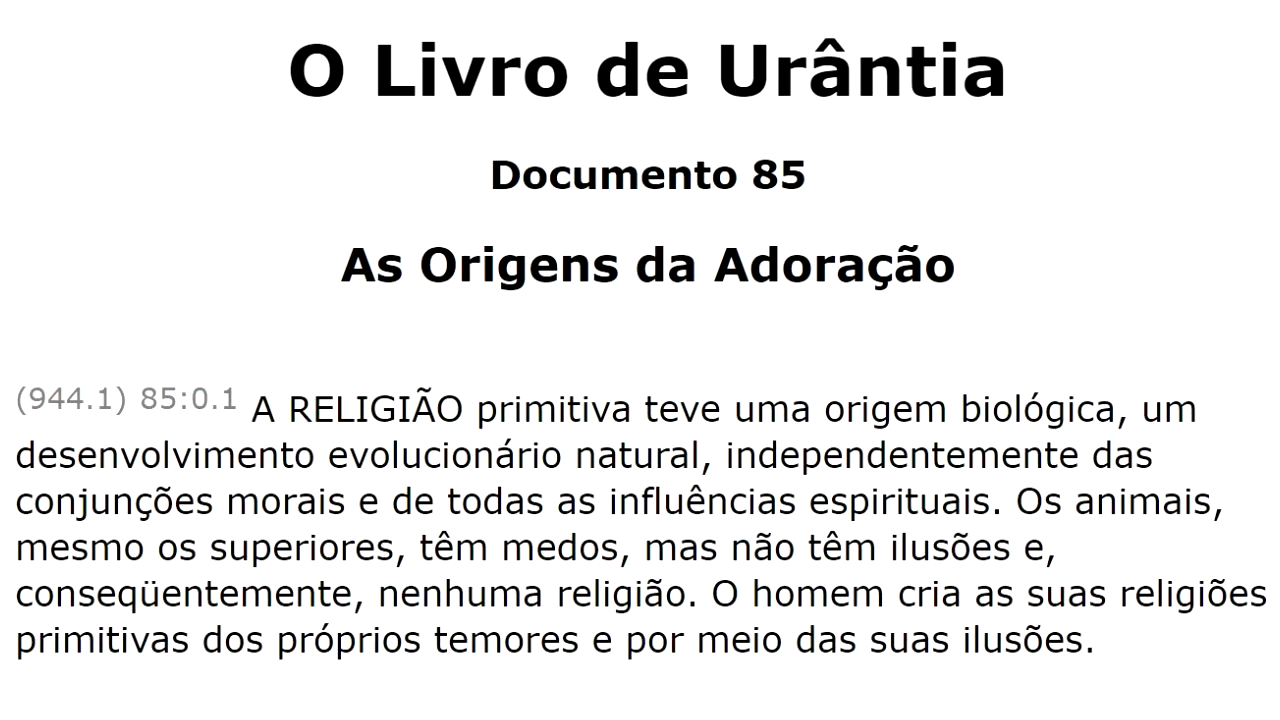 O Livro de Urântia
Documento 85
As Origens da Adoração
(944.1) 85:0.1 A RELIGIÃO primitiva teve uma origem biológica, um
desenvolvimento evolucionário natural, independentemente das
conjunções morais e de todas as influências espirituais. Os animais,
mesmo os superiores, têm medos, mas não têm ilusões e,
conseqüentemente, nenhuma religião. O homem cria as suas religiões
primitivas dos próprios temores e por meio das suas ilusões.